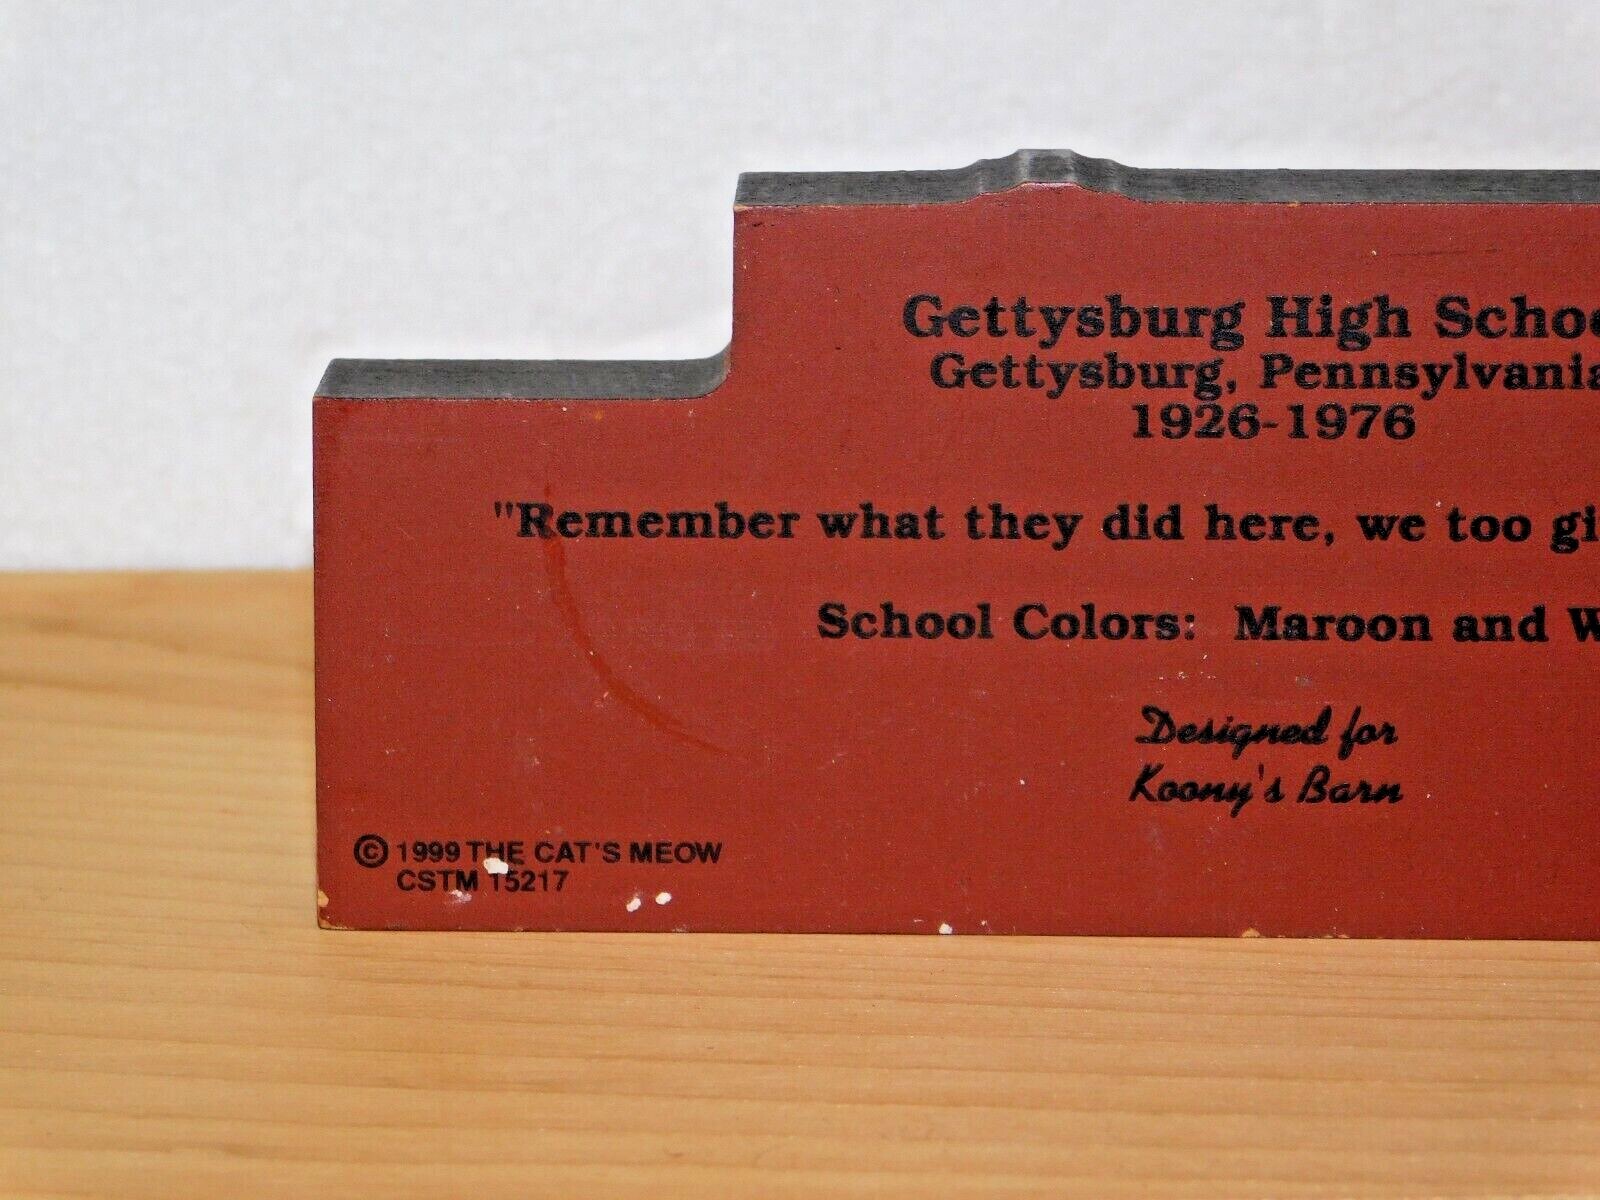 Gettysburg High Schoo
Gettysburg, Pennsylvania
1926-1976
"Remember what they did here, we too gi
School Colors: Maroon and W
Designed for
Koony's Barn
© 1999 THE CAT'S MEOW
CSTM 15217